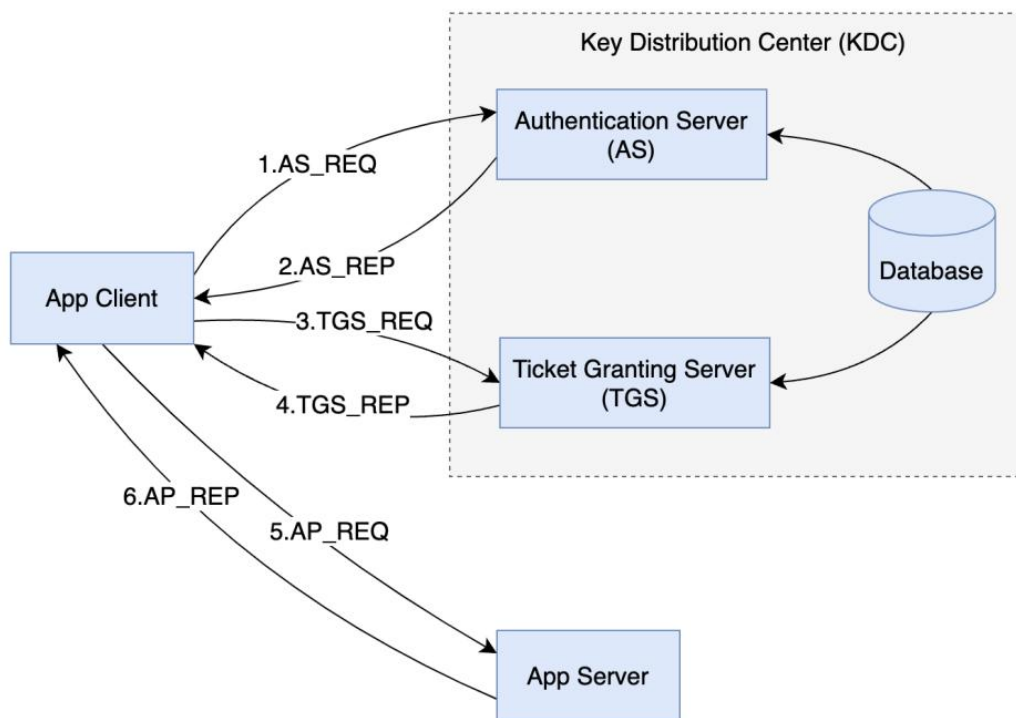 Key Distribution Center (KDC)
Authentication Server
(AS)
1.AS_REQ
2.AS_REP
Database
App Client
3.TGS_REQ
Ticket Granting Server
(TGS)
4.TGS_REP
6.AP_REP
5.AP_REQ
App Server